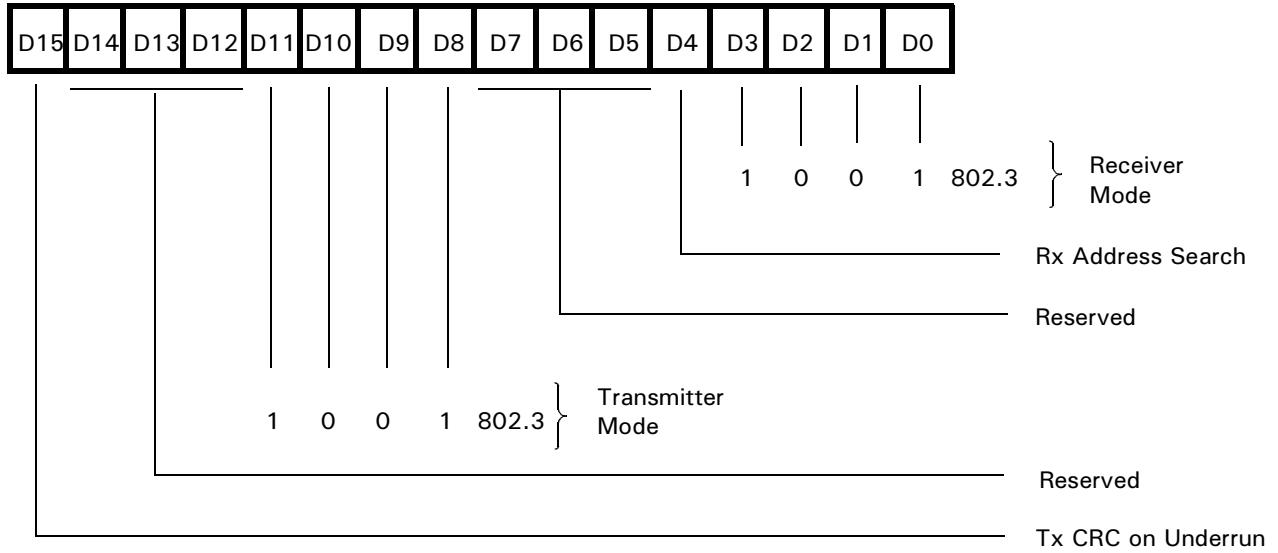 D15 D14 D13 D12 D11 D10 D9 D8 D7 D6 D5 D4 D3 D2 D1 D0
1 0 0 1 802.3
Receiver
Mode
Rx Address Search
Reserved
1 0 0 1 802.3
Transmitter
Mode
Reserved
Tx CRC on Underrun